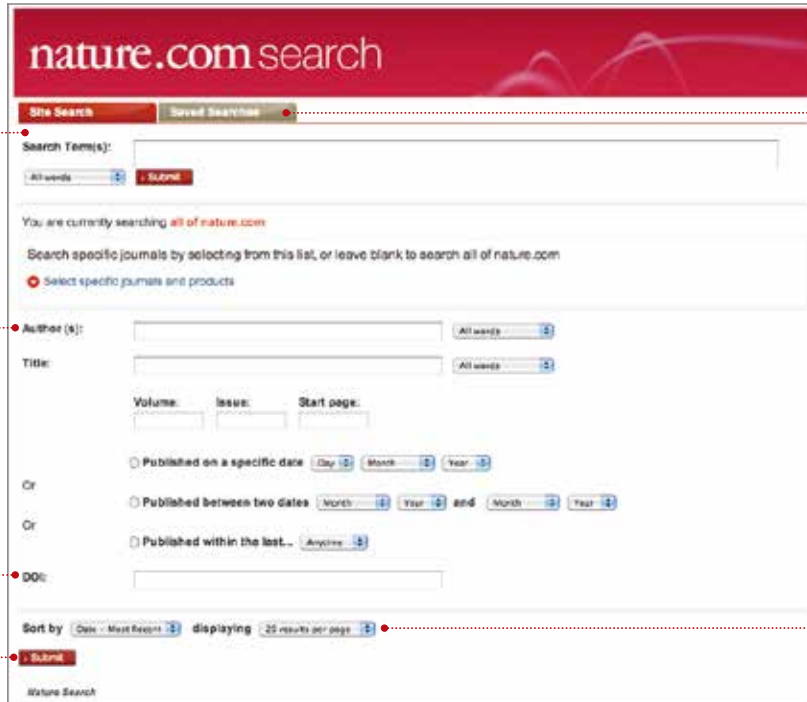 nature.com search
Site Search Saved Searches
Search Term(s):
All words › Submit
You are currently searching all of nature.com
Search specific journals by selecting from this list, or leave blank to search all of nature.com
Select specific journals and products
Author (s): All words
Title: All words
Volume: Issue: Start page:
Published on a specific date Day Month Year
Or
Published between two dates Month Year and Month Year
Or
Published within the last... Anytime
DOI:
Sort by Date - Most Recent displaying 25 results per page
› Submit
Nature Search